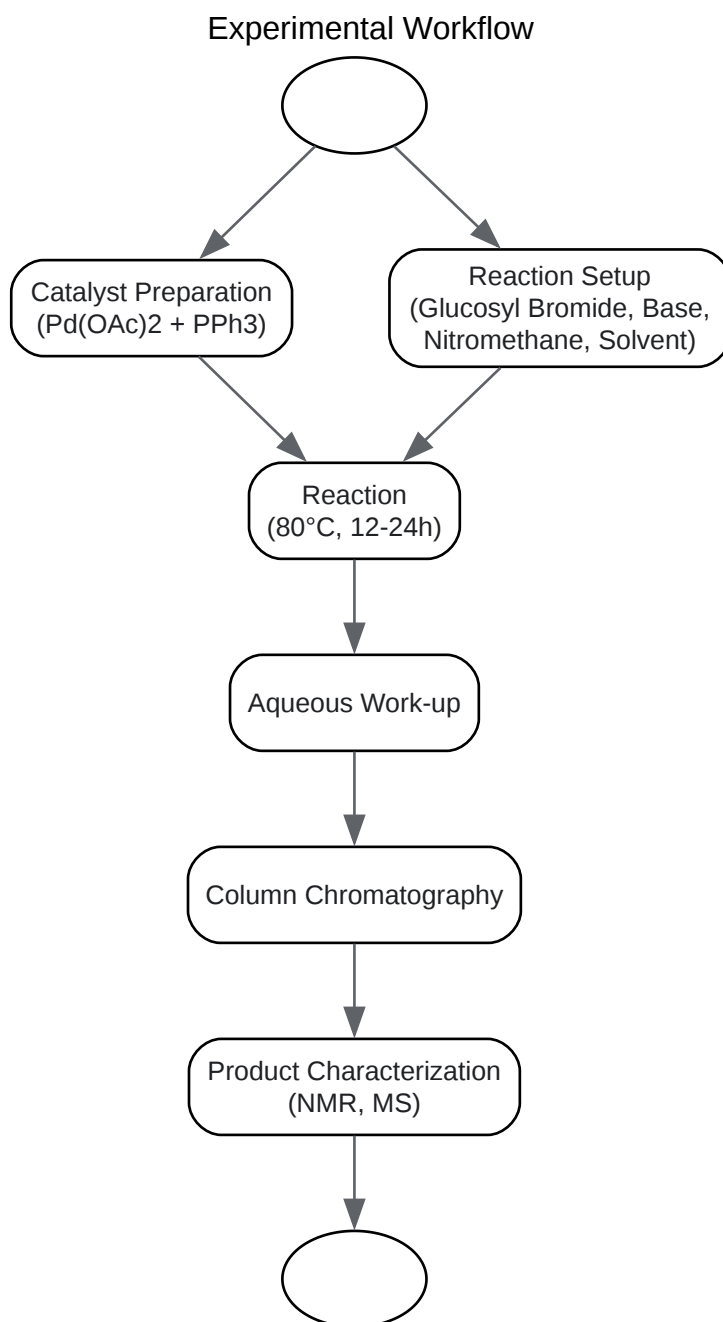 Experimental Workflow
Catalyst Preparation
(Pd(OAc)2 + PPh3)
Reaction Setup
(Glucosyl Bromide, Base,
Nitromethane, Solvent)
Reaction
(80°C, 12-24h)
Aqueous Work-up
Column Chromatography
Product Characterization
(NMR, MS)